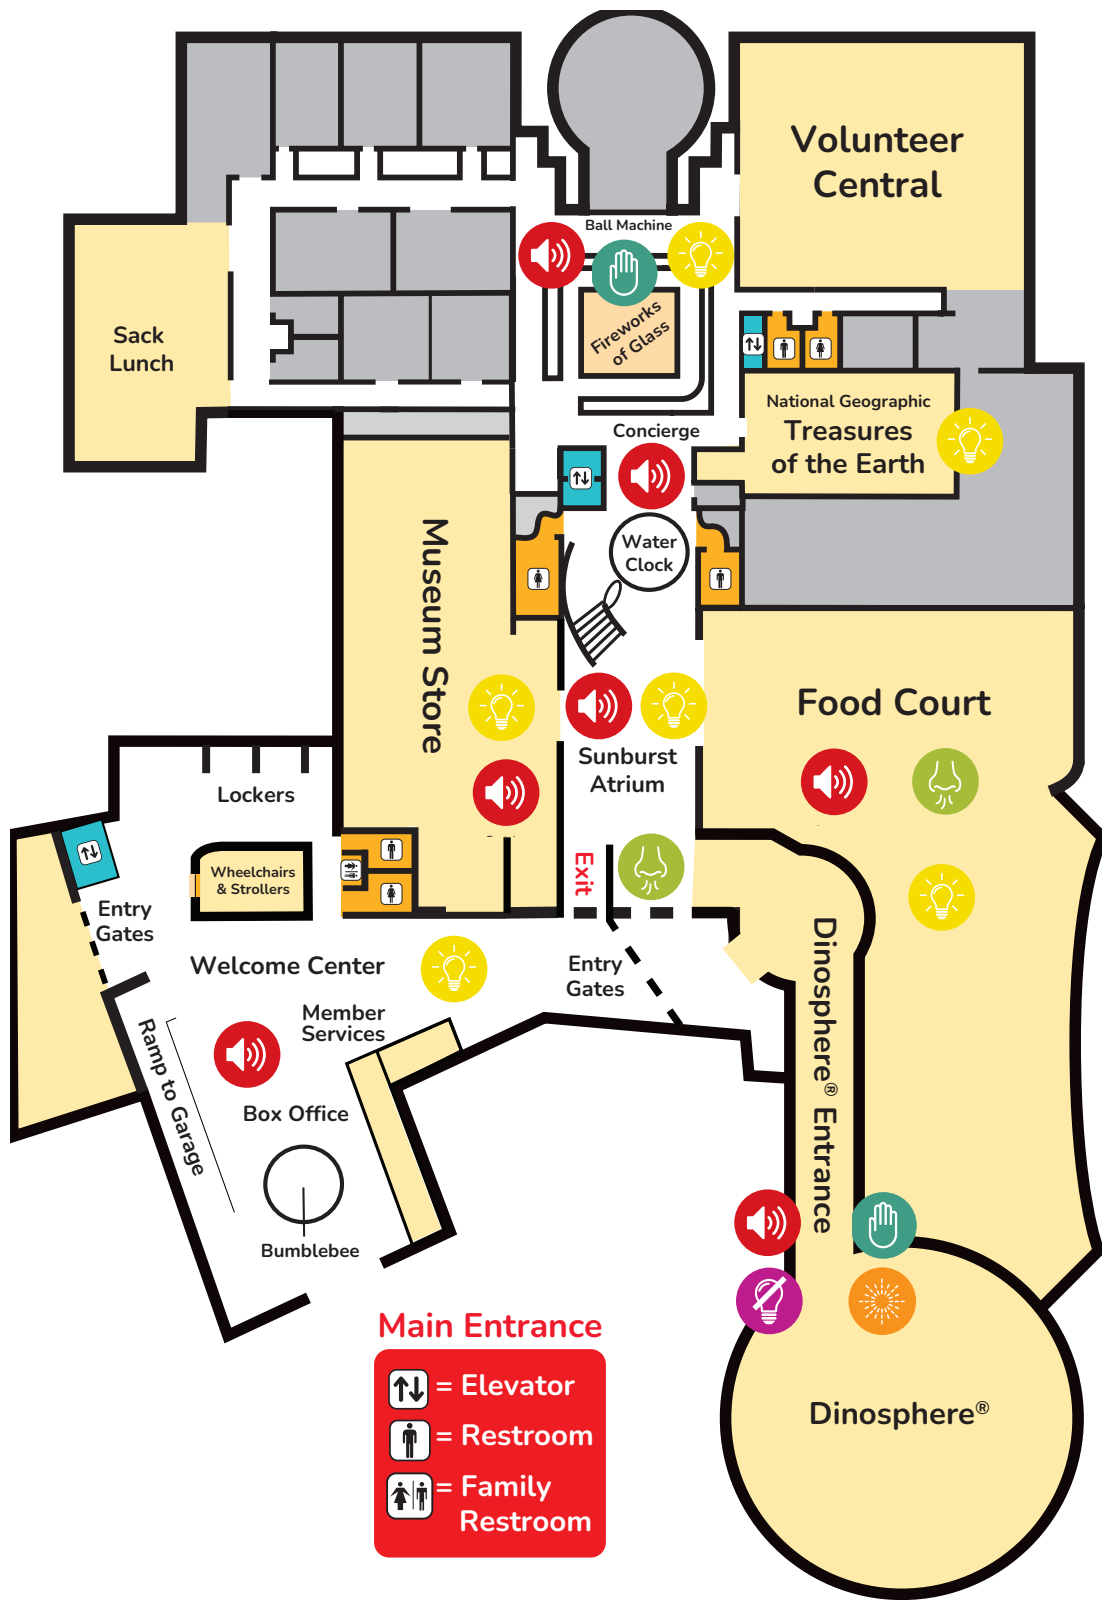 Volunteer
Central
Ball Machine
Fireworks
of Glass
Sack
Lunch
National Geographic
Treasures
of the Earth
Concierge
Water
Clock
Museum Store
Food Court
Sunburst
Atrium
Lockers
Wheelchairs
& Strollers
Exit
Entry
Gates
Welcome Center
Entry
Gates
Member
Services
Ramp to Garage
Box Office
Bumblebee
Dinosphere® Entrance
Main Entrance
= Elevator
= Restroom
= Family
Restroom
Dinosphere®